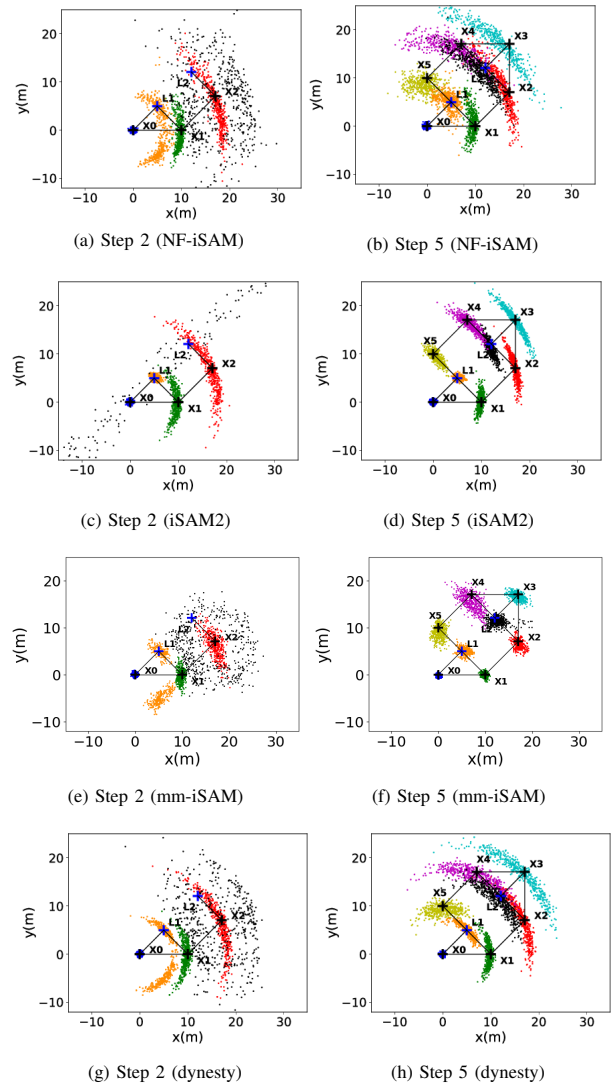 y(m)
20
10
0
−10
−10 0 10 20 30
x(m)
X0
X1
X2
L1
L2
(a) Step 2 (NF-iSAM)
y(m)
20
10
0
−10
−10 0 10 20 30
x(m)
X0
X1
X2
X3
X4
X5
L1
L2
(b) Step 5 (NF-iSAM)
y(m)
20
10
0
−10
−10 0 10 20 30
x(m)
X0
X1
X2
L1
L2
(c) Step 2 (iSAM2)
y(m)
20
10
0
−10
−10 0 10 20 30
x(m)
X0
X1
X2
X3
X4
X5
L1
L2
(d) Step 5 (iSAM2)
y(m)
20
10
0
−10
−10 0 10 20 30
x(m)
X0
X1
X2
L1
L2
(e) Step 2 (mm-iSAM)
y(m)
20
10
0
−10
−10 0 10 20 30
x(m)
X0
X1
X2
X3
X4
X5
L1
L2
(f) Step 5 (mm-iSAM)
y(m)
20
10
0
−10
−10 0 10 20 30
x(m)
X0
X1
X2
L1
L2
(g) Step 2 (dynesty)
y(m)
20
10
0
−10
−10 0 10 20 30
x(m)
X0
X1
X2
X3
X4
X5
L1
L2
(h) Step 5 (dynesty)